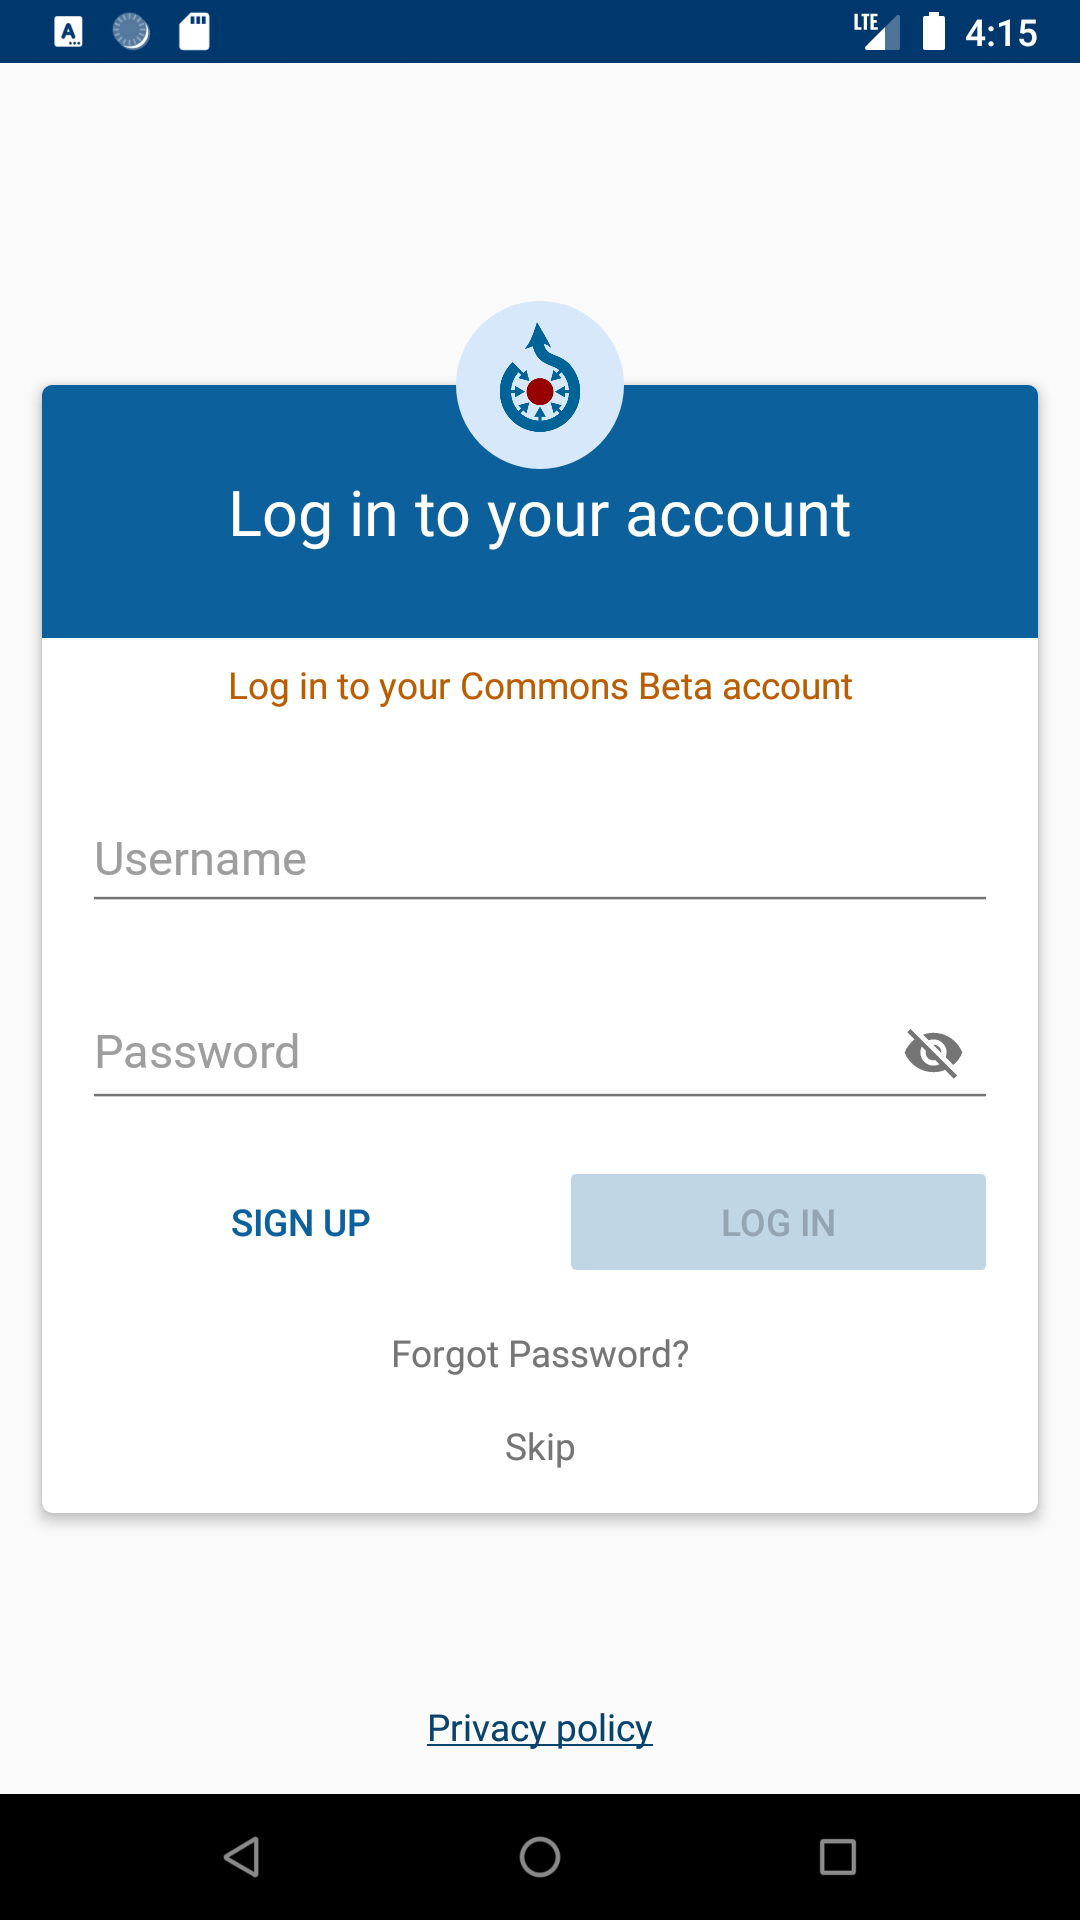 A
LTE
4:15
Log in to your account
Log in to your Commons Beta account
Username
Password
SIGN UP
LOG IN
Forgot Password?
Skip
Privacy policy